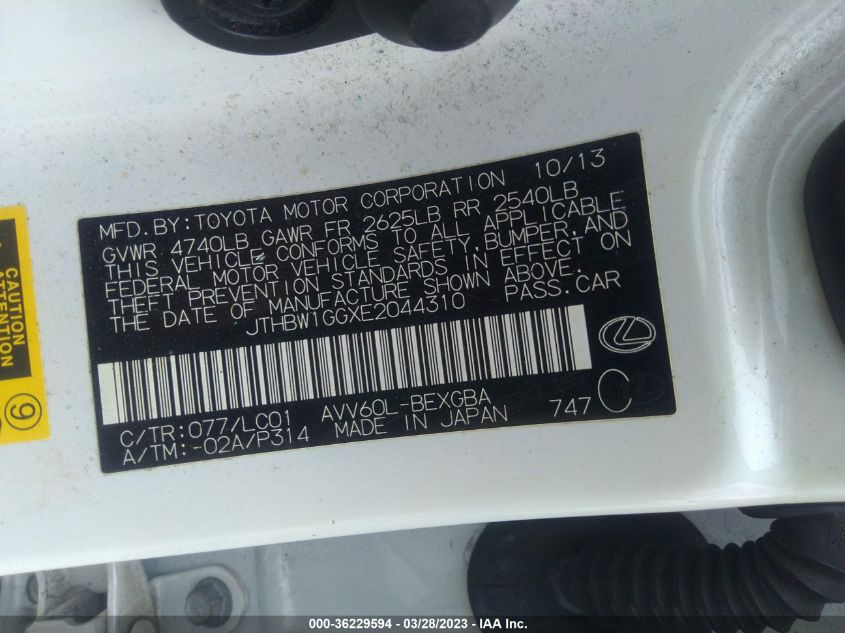 MFD.BY:TOYOTA MOTOR CORPORATION 10/13
GVWR 4740LB GAWR FR 2625LB RR 2540LB
THIS VEHICLE CONFORMS TO ALL APPLICABLE
FEDERAL MOTOR VEHICLE SAFETY,BUMPER,AND
THEFT PREVENTION STANDARDS IN EFFECT ON
THE DATE OF MANUFACTURE SHOWN ABOVE.
JTHBW1GGXE2044310 PASS.CAR
C/TR:077/LC01 AVV60L-BEXGBA
A/TM:-02A/P314 MADE IN JAPAN 747
CAUTION
ATTENTION
9
000-36229594 - 03/28/2023 - IAA Inc.